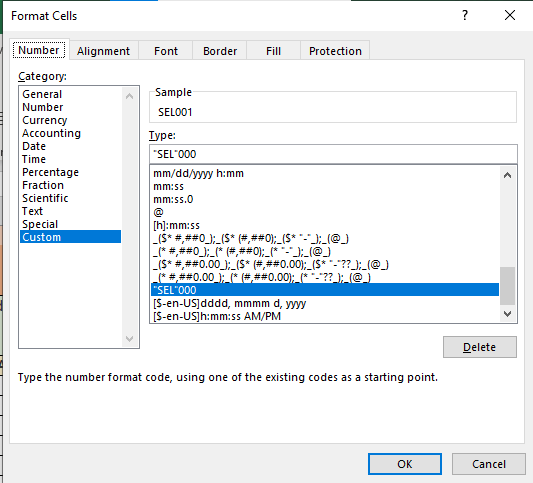 Format Cells
? ×
Number Alignment Font Border Fill Protection
Category:
General
Number
Currency
Accounting
Date
Time
Percentage
Fraction
Scientific
Text
Special
Custom
Sample
SEL001
Type:
"SEL"000
mm/dd/yyyy h:mm
mm:ss
mm:ss.0
@
[h]:mm:ss
_($* #,##0_);_($* (#,##0);_($* "-"_);_(@_)
_(* #,##0_);_(* (#,##0);_(* "-"_);_(@_)
_($* #,##0.00_);_($* (#,##0.00);_($* "-"??_);_(@_)
_(* #,##0.00_);_(* (#,##0.00);_(* "-"??_);_(@_)
"SEL"000
[$-en-US]dddd, mmmm d, yyyy
[$-en-US]h:mm:ss AM/PM
Delete
Type the number format code, using one of the existing codes as a starting point.
OK Cancel